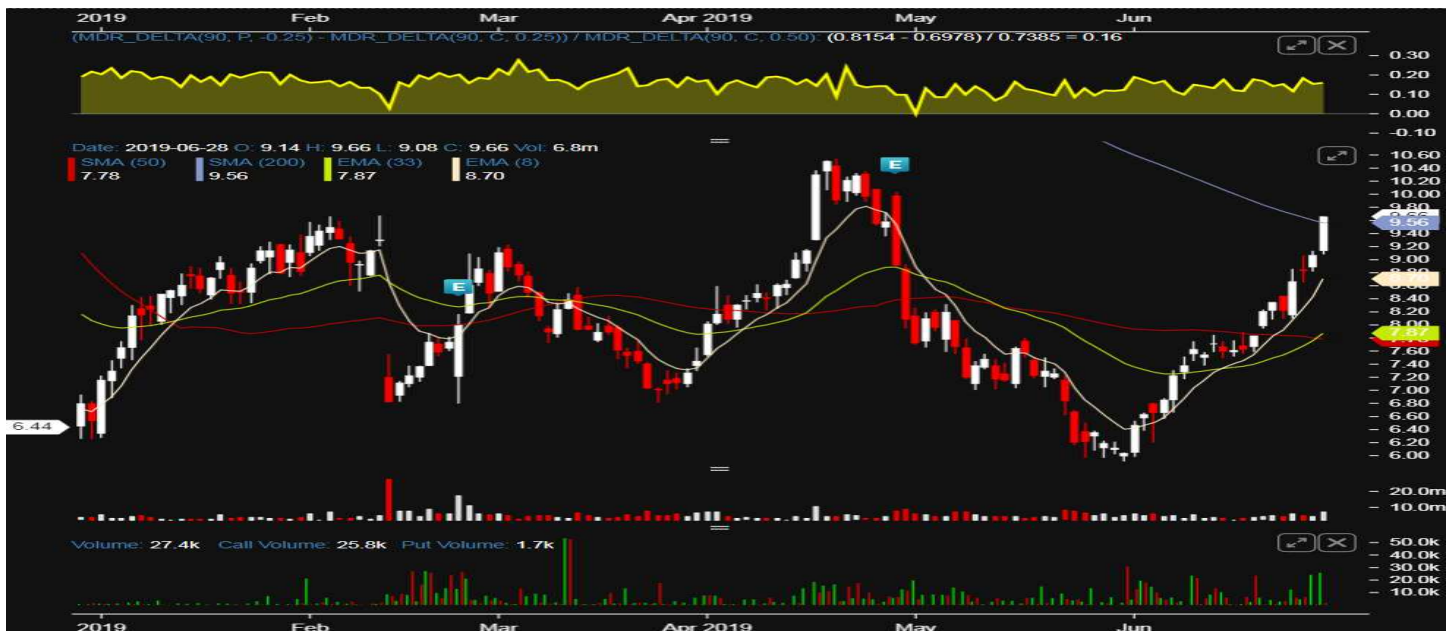 2019 Feb Mar Apr 2019 May Jun
(MDR_DELTA(90, P, -0.25) - MDR_DELTA(90, C, 0.25)) / MDR_DELTA(90, C, 0.50): (0.8154 - 0.6978) / 0.7385 = 0.16
0.30
0.20
0.10
0.00
-0.10
Date: 2019-06-28 O: 9.14 H: 9.66 L: 9.08 C: 9.66 Vol: 6.8m
SMA (50) SMA (200) EMA (33) EMA (8)
7.78 9.56 7.87 8.70
E
E
10.60
10.40
10.20
10.00
9.80
9.56
9.40
9.20
9.00
8.40
8.20
7.87
7.60
7.40
7.20
7.00
6.80
6.60
6.44
6.40
6.20
6.00
20.0m
10.0m
Volume: 27.4k Call Volume: 25.8k Put Volume: 1.7k
50.0k
40.0k
30.0k
20.0k
10.0k
2019 Feb Mar Apr 2019 May Jun